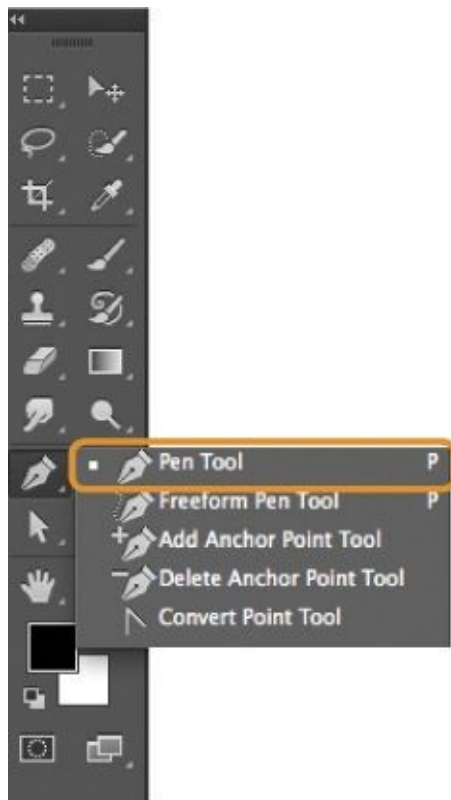 Pen Tool P
Freeform Pen Tool P
Add Anchor Point Tool
Delete Anchor Point Tool
Convert Point Tool